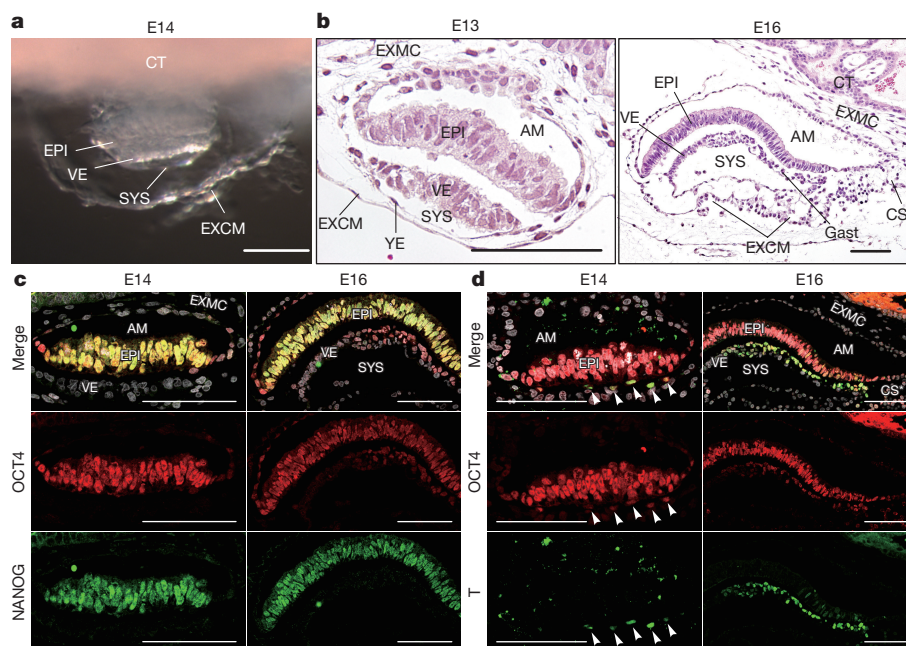 a
E14
CT
EPI
VE
SYS
EXCM
b
E13
EXMC
EPI
AM
VE
SYS
EXCM
YE
E16
CT
EPI
EXMC
VE
AM
SYS
CS
EXCM
Gast
c
E14
E16
Merge
EXMC
AM
EPI
VE
EPI
VE
SYS
OCT4
NANOG
d
E14
E16
Merge
AM
EPI
EPI
EXMC
AM
VE
SYS
CS
OCT4
T